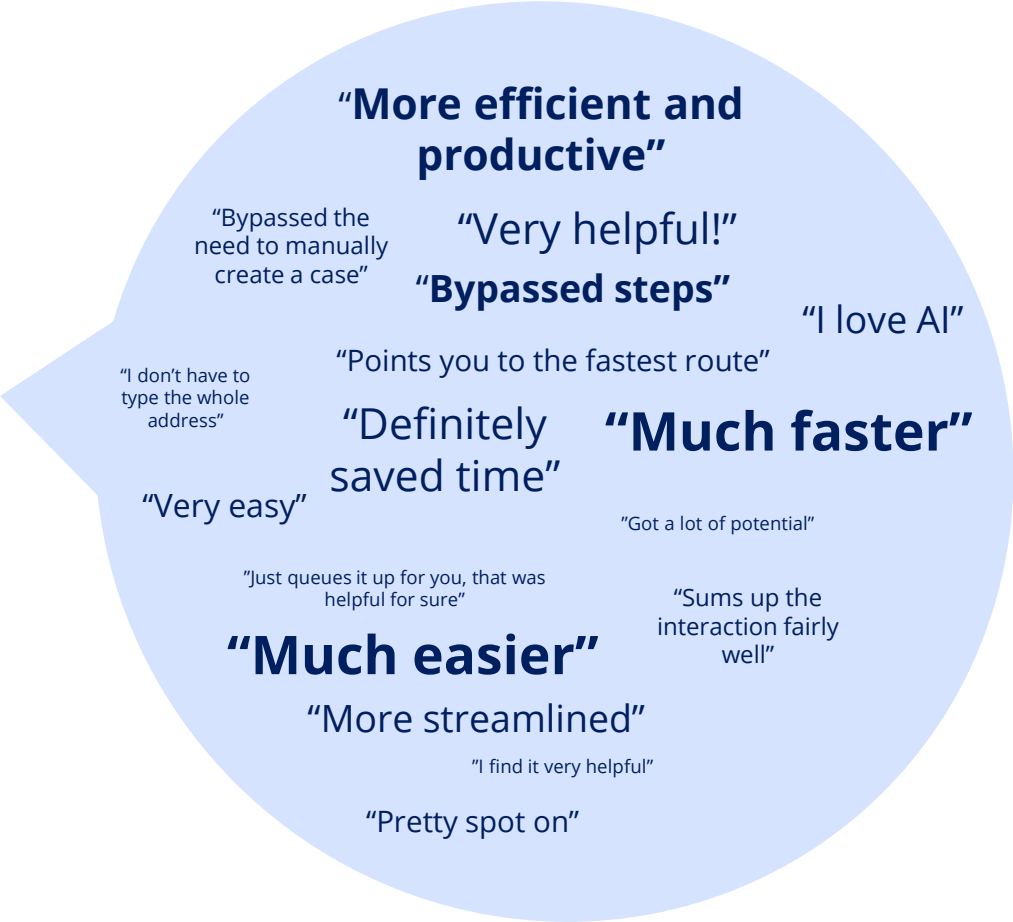 “More efficient and
productive”
“Bypassed the
need to manually
create a case”
“Very helpful!”
“Bypassed steps”
“I love AI”
“Points you to the fastest route”
“I don’t have to
type the whole
address”
“Definitely
saved time”
“Much faster”
“Very easy”
”Got a lot of potential”
”Just queues it up for you, that was
helpful for sure”
“Sums up the
interaction fairly
well”
“Much easier”
“More streamlined”
”I find it very helpful”
“Pretty spot on”